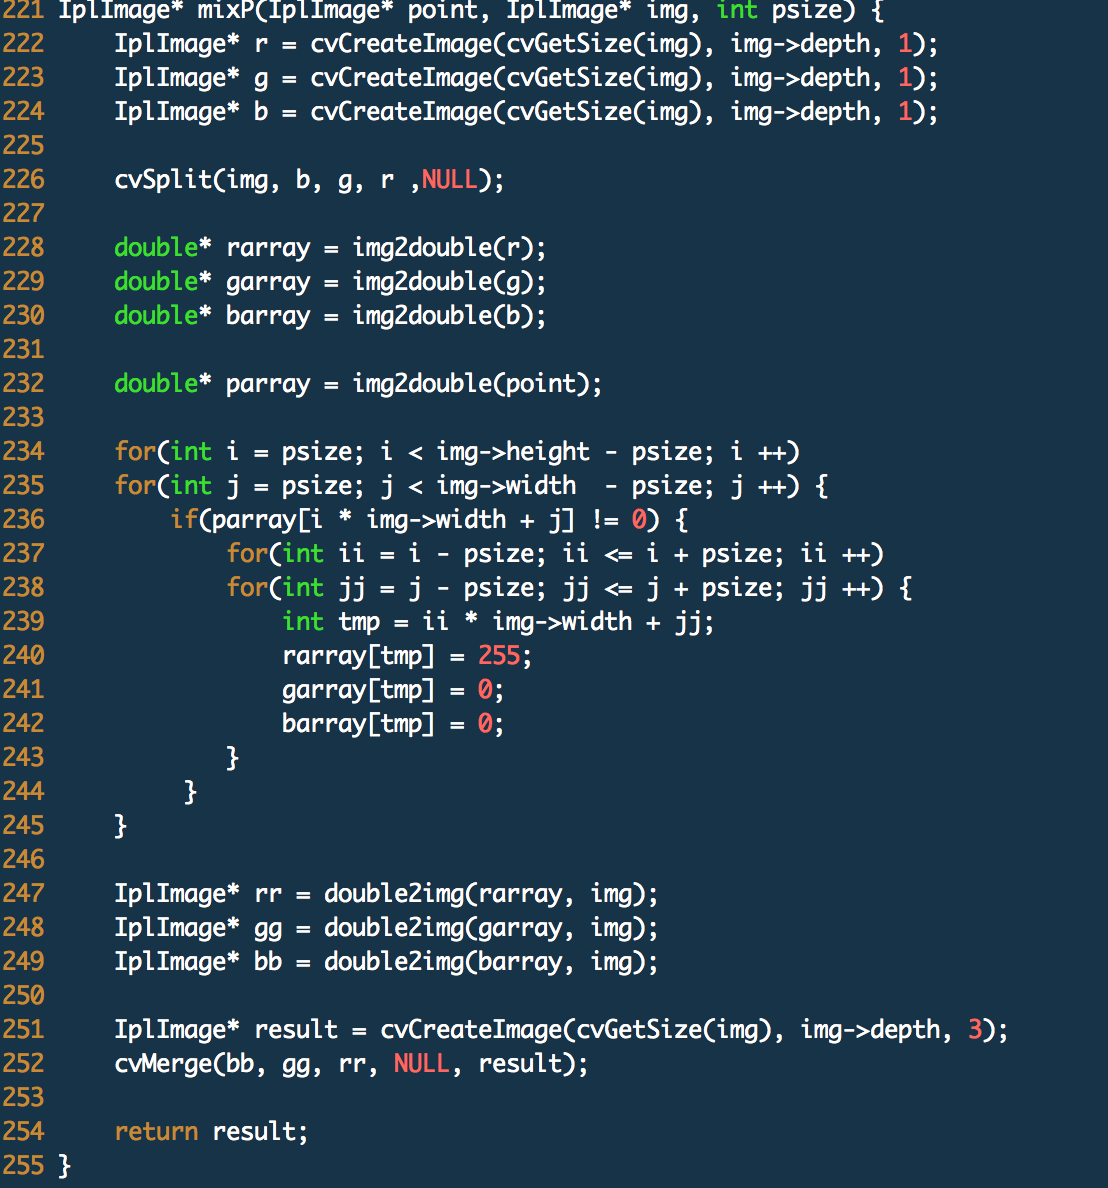 221 IplImage* mixP(IplImage* point, IplImage* img, int psize) {
222     IplImage* r = cvCreateImage(cvGetSize(img), img->depth, 1);
223     IplImage* g = cvCreateImage(cvGetSize(img), img->depth, 1);
224     IplImage* b = cvCreateImage(cvGetSize(img), img->depth, 1);
225
226     cvSplit(img, b, g, r ,NULL);
227
228     double* rarray = img2double(r);
229     double* garray = img2double(g);
230     double* barray = img2double(b);
231
232     double* parray = img2double(point);
233
234     for(int i = psize; i < img->height - psize; i ++)
235     for(int j = psize; j < img->width  - psize; j ++) {
236         if(parray[i * img->width + j] != 0) {
237             for(int ii = i - psize; ii <= i + psize; ii ++)
238             for(int jj = j - psize; jj <= j + psize; jj ++) {
239                 int tmp = ii * img->width + jj;
240                 rarray[tmp] = 255;
241                 garray[tmp] = 0;
242                 barray[tmp] = 0;
243             }
244          }
245     }
246
247     IplImage* rr = double2img(rarray, img);
248     IplImage* gg = double2img(garray, img);
249     IplImage* bb = double2img(barray, img);
250
251     IplImage* result = cvCreateImage(cvGetSize(img), img->depth, 3);
252     cvMerge(bb, gg, rr, NULL, result);
253
254     return result;
255 }